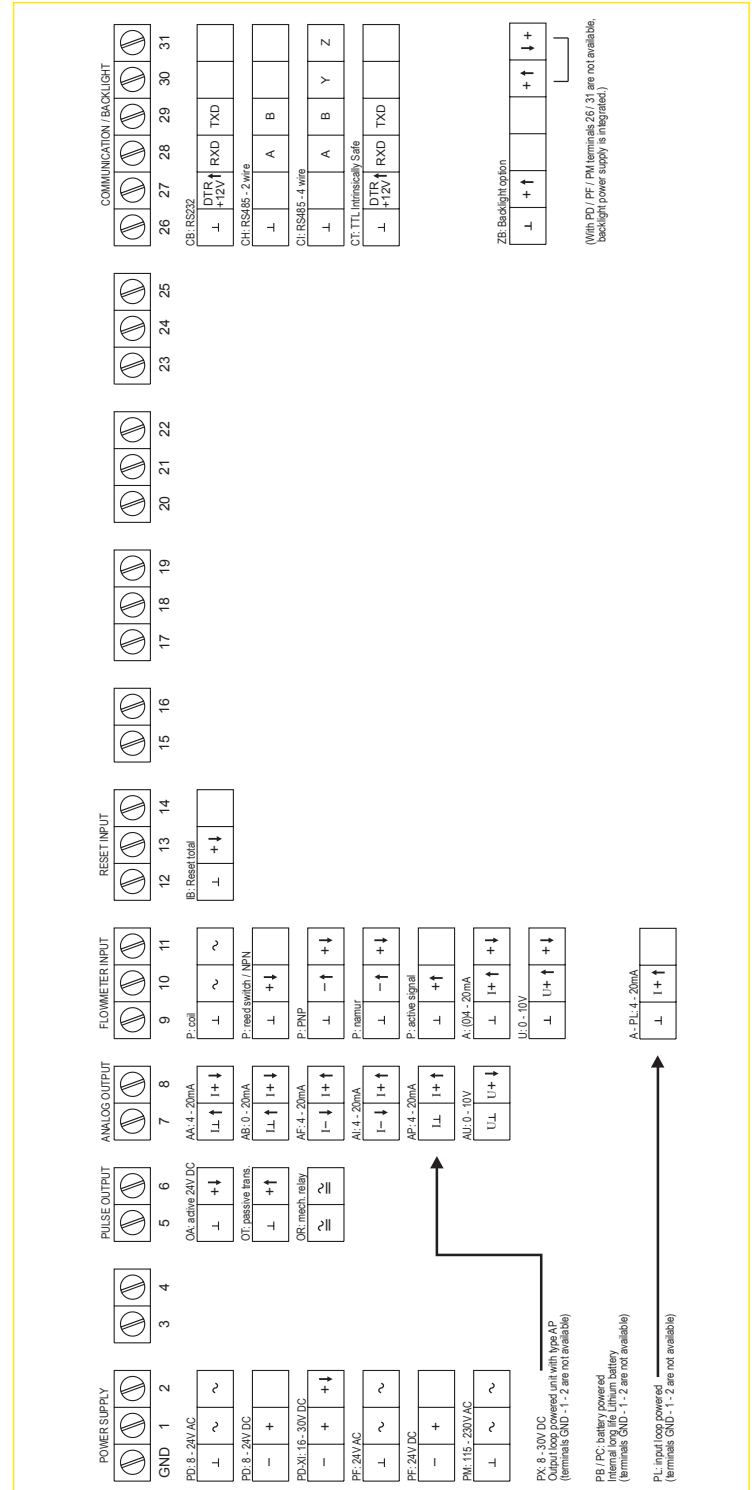 POWER SUPPLY
GND 1 2
PD: 8 - 24V AC
⊥ ~ ~
PD: 8 - 24V DC
− +
PD-XI: 16 - 30V DC
− + +↓
PF: 24V AC
⊥ ~ ~
PF: 24V DC
− +
PM: 115 - 230V AC
⊥ ~ ~
PX: 8 - 30V DC
Output loop powered unit with type AP
(terminals GND - 1 - 2 are not available)
PB / PC: battery powered
Internal long life Lithium battery
(terminals GND - 1 - 2 are not available)
PL: input loop powered
(terminals GND - 1 - 2 are not available)
3 4
PULSE OUTPUT
5 6
OA: active 24V DC
⊥ +↓
OT: passive trans.
⊥ +↑
OR: mech. relay
≂ ≂
ANALOG OUTPUT
7 8
AA: 4 - 20mA
I⊥↑ I+↓
AB: 0 - 20mA
I⊥↑ I+↓
AF: 4 - 20mA
I−↓ I+↑
AI: 4 - 20mA
I−↓ I+↑
AP: 4 - 20mA
I⊥ I+↑
AU: 0 - 10V
U⊥ U+↓
FLOWMETER INPUT
9 10 11
P: coil
⊥ ~ ~
P: reed switch / NPN
⊥ +↓
P: PNP
⊥ −↑ +↓
P: namur
⊥ −↑ +↓
P: active signal
⊥ +↑
A: (0)4 - 20mA
⊥ I+↑ +↓
U: 0 - 10V
⊥ U+↑ +↓
A - PL: 4 - 20mA
⊥ I+↑
RESET INPUT
12 13 14
IB: Reset total
⊥ +↓
15 16
17 18 19
20 21 22
23 24 25
COMMUNICATION / BACKLIGHT
26 27 28 29 30 31
CB: RS232
⊥ DTR +12V↑ RXD TXD
CH: RS485 - 2 wire
⊥ A B
CI: RS485 - 4 wire
⊥ A B Y Z
CT: TTL Intrinsically Safe
⊥ DTR +12V↑ RXD TXD
ZB: Backlight option
⊥ +↑ +↑ ↓+
(With PD / PF / PM terminals 26 / 31 are not available,
backlight power supply is integrated.)